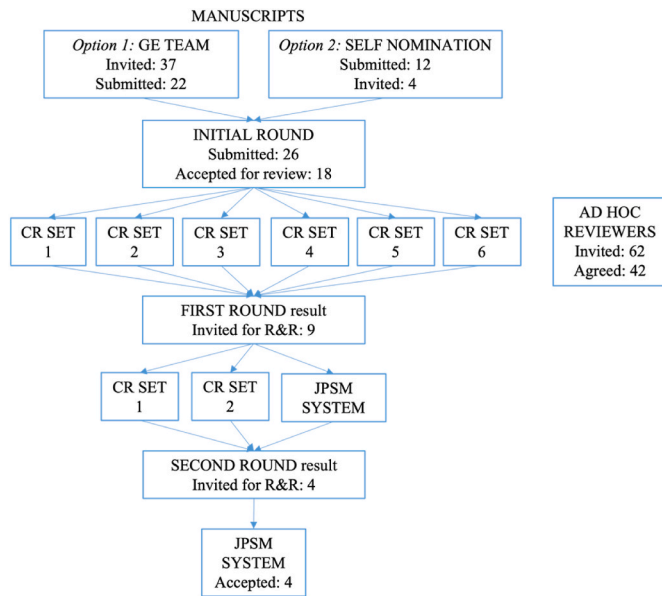 MANUSCRIPTS
Option 1: GE TEAM
Invited: 37
Submitted: 22
Option 2: SELF NOMINATION
Submitted: 12
Invited: 4
INITIAL ROUND
Submitted: 26
Accepted for review: 18
CR SET
1
CR SET
2
CR SET
3
CR SET
4
CR SET
5
CR SET
6
AD HOC
REVIEWERS
Invited: 62
Agreed: 42
FIRST ROUND result
Invited for R&R: 9
CR SET
1
CR SET
2
JPSM
SYSTEM
SECOND ROUND result
Invited for R&R: 4
JPSM
SYSTEM
Accepted: 4